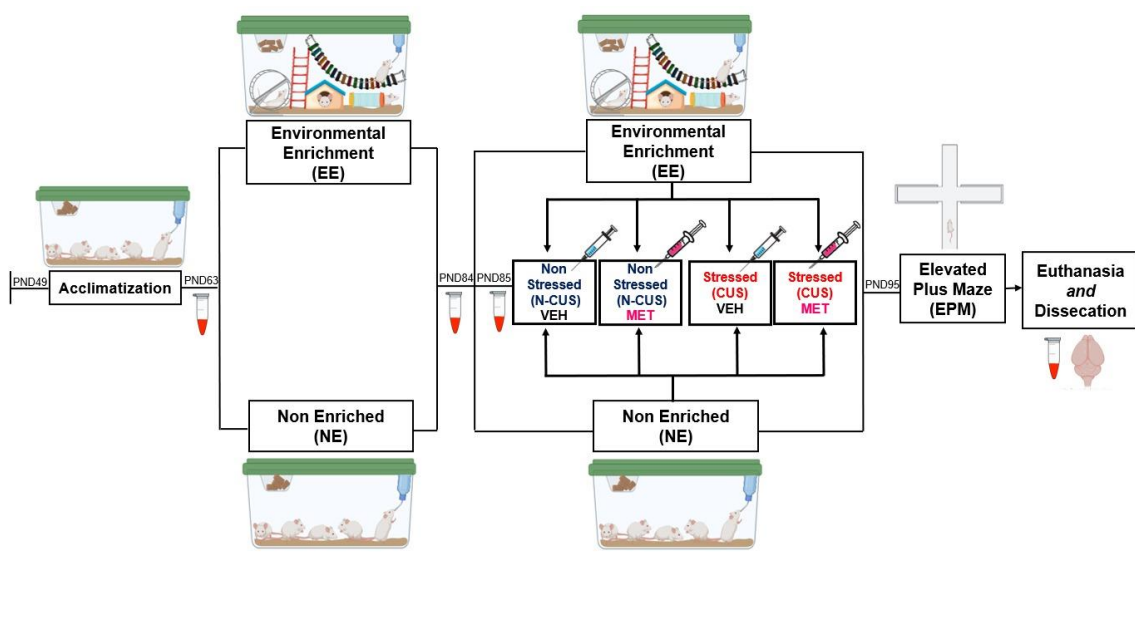 PND49
Acclimatization
PND63
Environmental
Enrichment
(EE)
Non Enriched
(NE)
PND84
PND85
Environmental
Enrichment
(EE)
Non
Stressed
(N-CUS)
VEH
Non
Stressed
(N-CUS)
MET
Stressed
(CUS)
VEH
Stressed
(CUS)
MET
Non Enriched
(NE)
PND95
Elevated
Plus Maze
(EPM)
Euthanasia
and
Dissecation